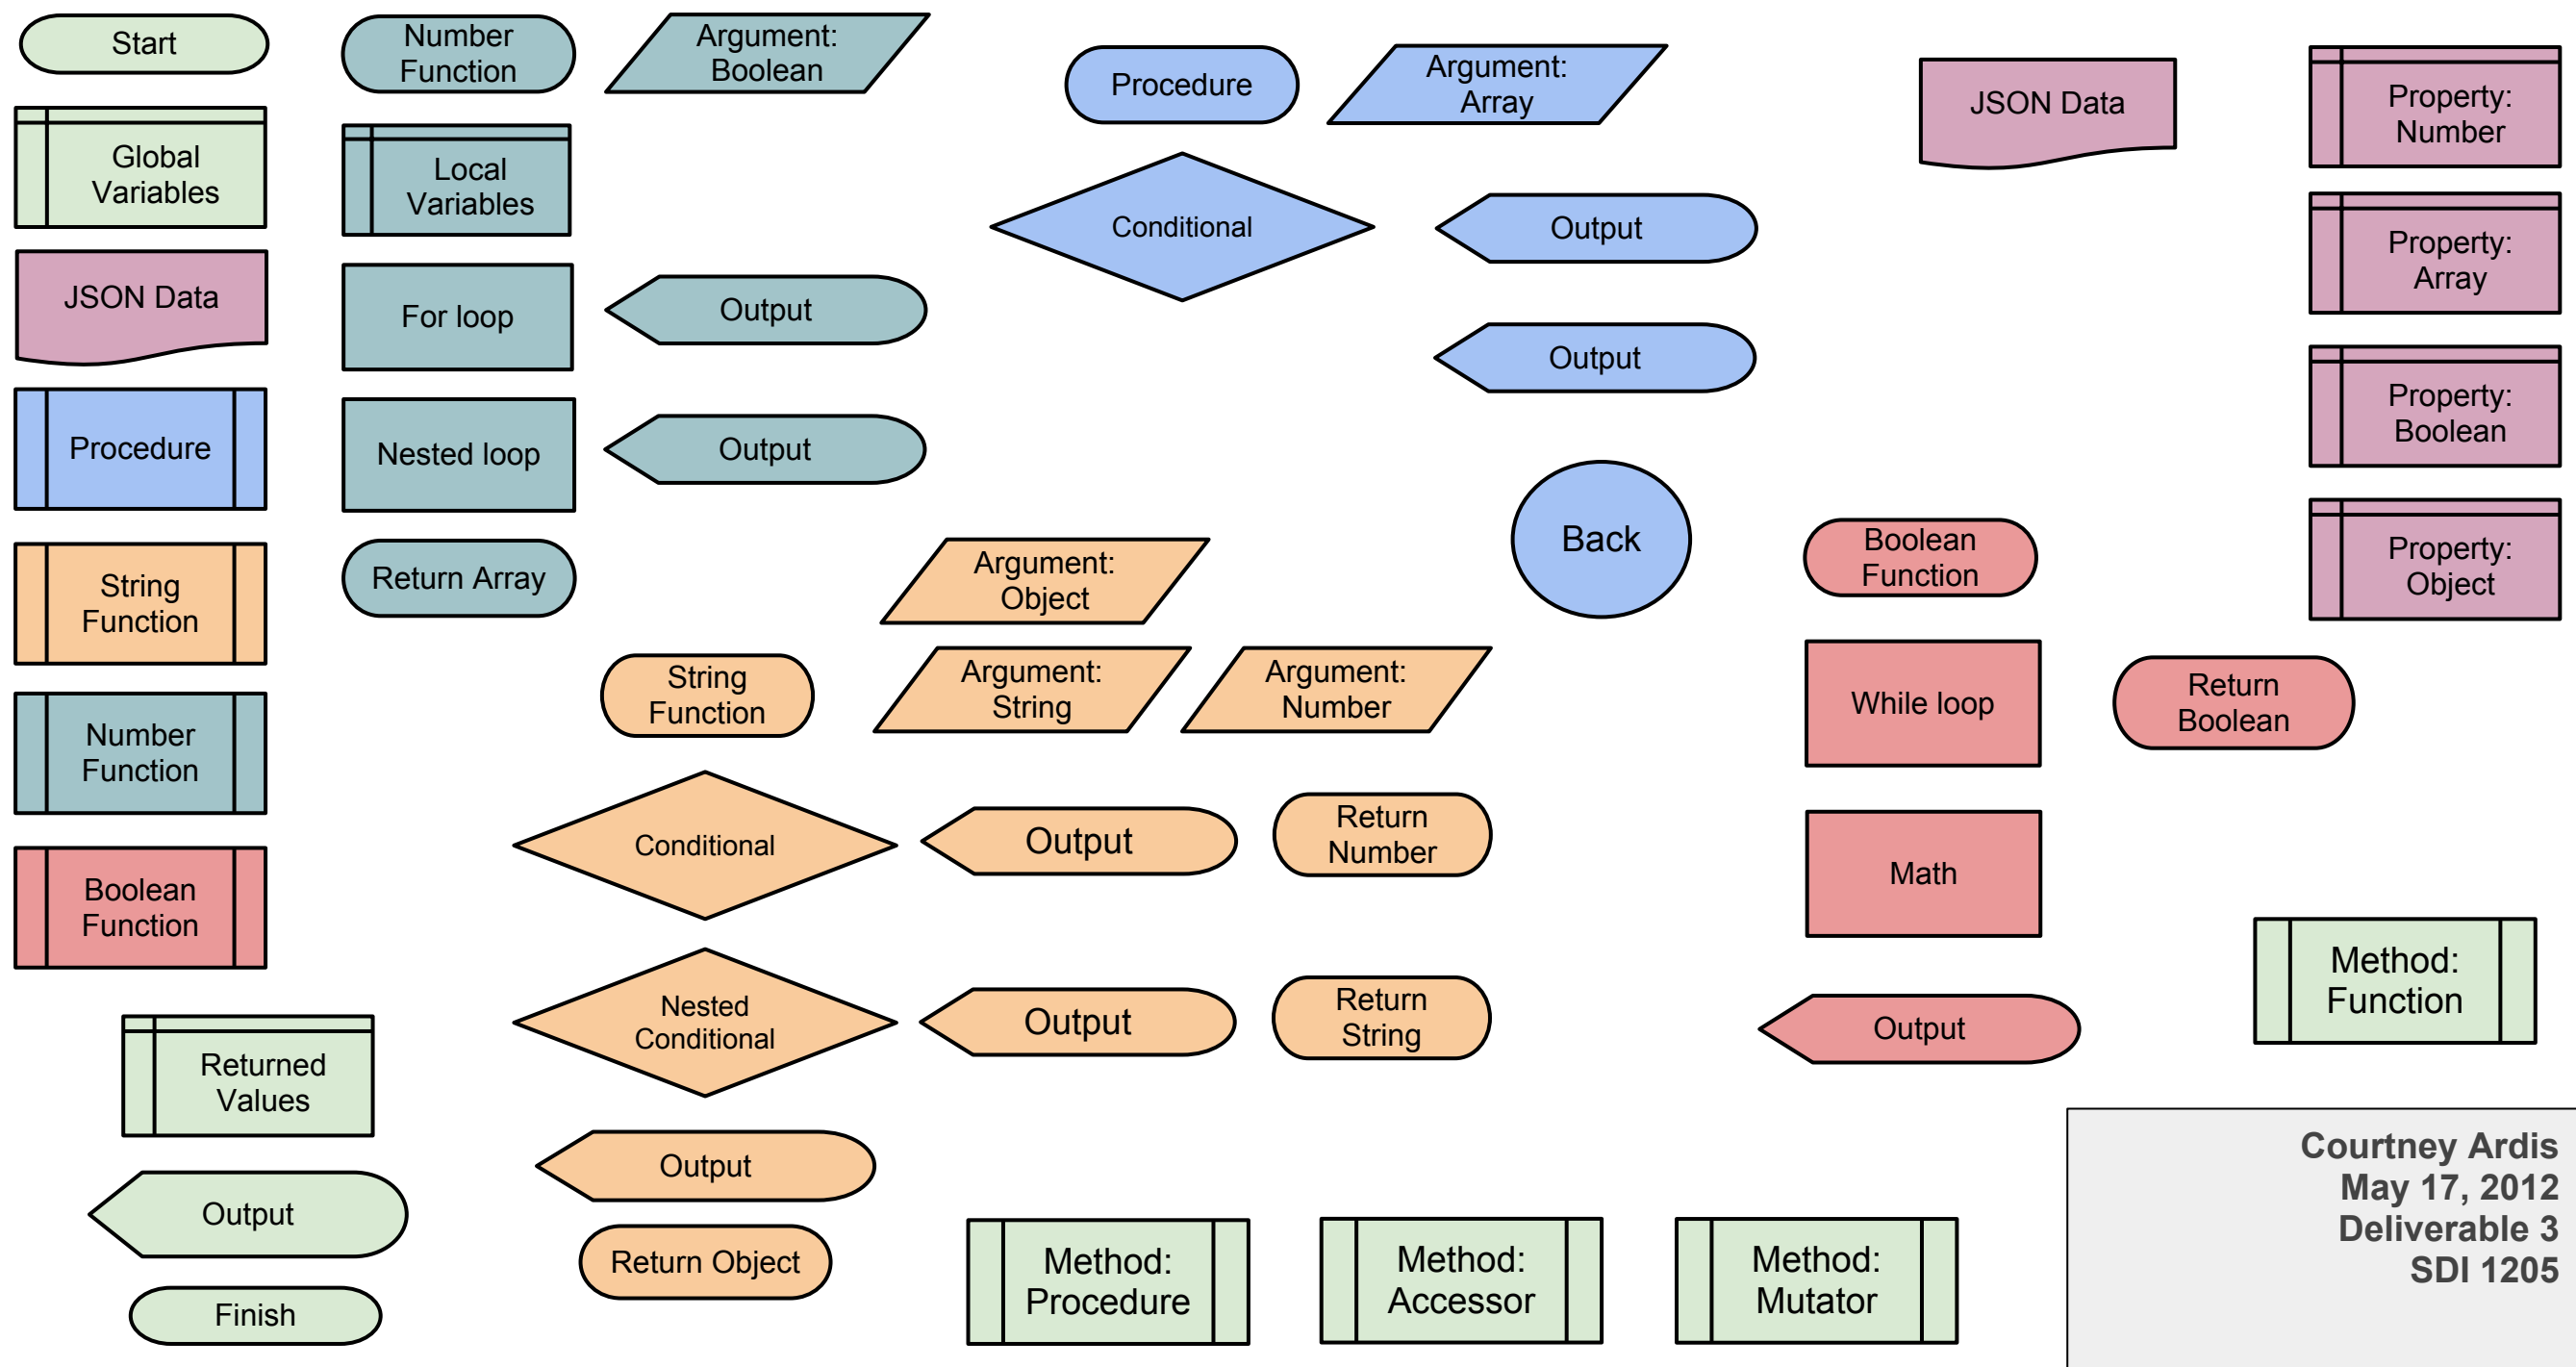 Start
Global
Variables
JSON Data
Procedure
String
Function
Number
Function
Boolean
Function
Returned
Values
Output
Finish
Number
Function
Argument:
Boolean
Local
Variables
For loop
Output
Nested loop
Output
Return Array
Argument:
Object
String
Function
Argument:
String
Argument:
Number
Conditional
Output
Return
Number
Nested
Conditional
Output
Return
String
Output
Return Object
Procedure
Argument:
Array
Conditional
Output
Output
Back
Boolean
Function
While loop
Return
Boolean
Math
Output
JSON Data
Property:
Number
Property:
Array
Property:
Boolean
Property:
Object
Method:
Function
Method:
Procedure
Method:
Accessor
Method:
Mutator
Courtney Ardis
May 17, 2012
Deliverable 3
SDI 1205